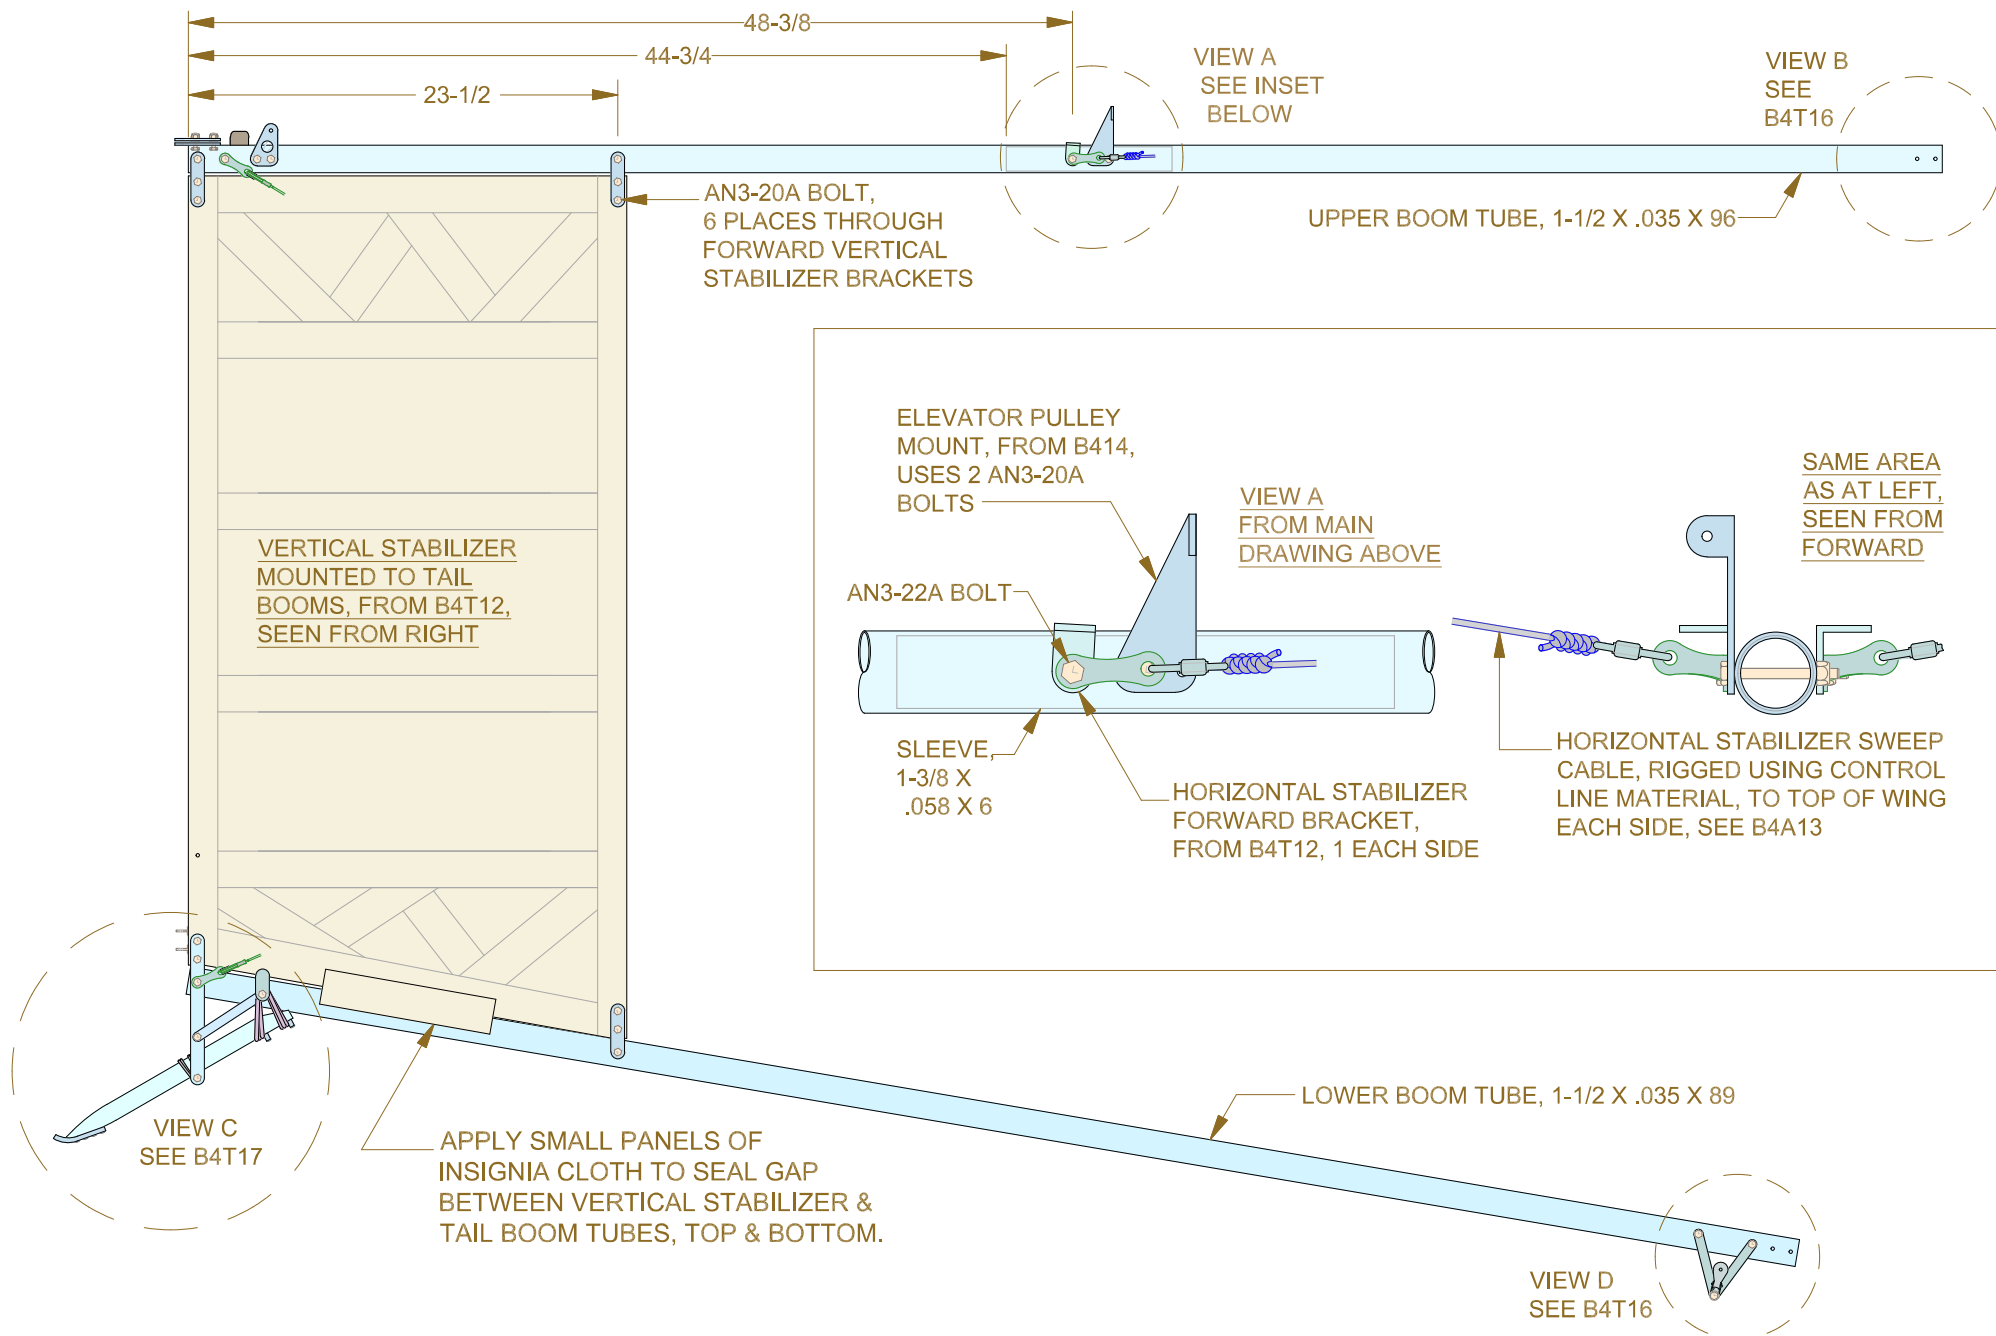 48-3/8
44-3/4
23-1/2
VIEW A
SEE INSET
BELOW
VIEW B
SEE
B4T16
AN3-20A BOLT,
6 PLACES THROUGH
FORWARD VERTICAL
STABILIZER BRACKETS
UPPER BOOM TUBE, 1-1/2 X .035 X 96
ELEVATOR PULLEY
MOUNT, FROM B414,
USES 2 AN3-20A
BOLTS
VIEW A
FROM MAIN
DRAWING ABOVE
SAME AREA
AS AT LEFT,
SEEN FROM
FORWARD
AN3-22A BOLT
VERTICAL STABILIZER
MOUNTED TO TAIL
BOOMS, FROM B4T12,
SEEN FROM RIGHT
SLEEVE,
1-3/8 X
.058 X 6
HORIZONTAL STABILIZER
FORWARD BRACKET,
FROM B4T12, 1 EACH SIDE
HORIZONTAL STABILIZER SWEEP
CABLE, RIGGED USING CONTROL
LINE MATERIAL, TO TOP OF WING
EACH SIDE, SEE B4A13
LOWER BOOM TUBE, 1-1/2 X .035 X 89
VIEW C
SEE B4T17
APPLY SMALL PANELS OF
INSIGNIA CLOTH TO SEAL GAP
BETWEEN VERTICAL STABILIZER &
TAIL BOOM TUBES, TOP & BOTTOM.
VIEW D
SEE B4T16